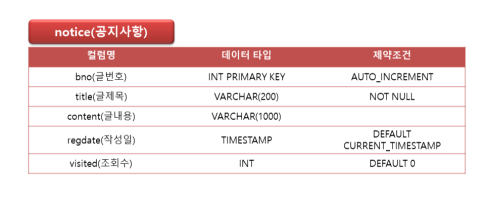 notice(공지사항)
컬럼명 데이터 타입 제약조건
bno(글번호) INT PRIMARY KEY AUTO_INCREMENT
title(글제목) VARCHAR(200) NOT NULL
content(글내용) VARCHAR(1000)
regdate(작성일) TIMESTAMP DEFAULT
CURRENT_TIMESTAMP
visited(조회수) INT DEFAULT 0